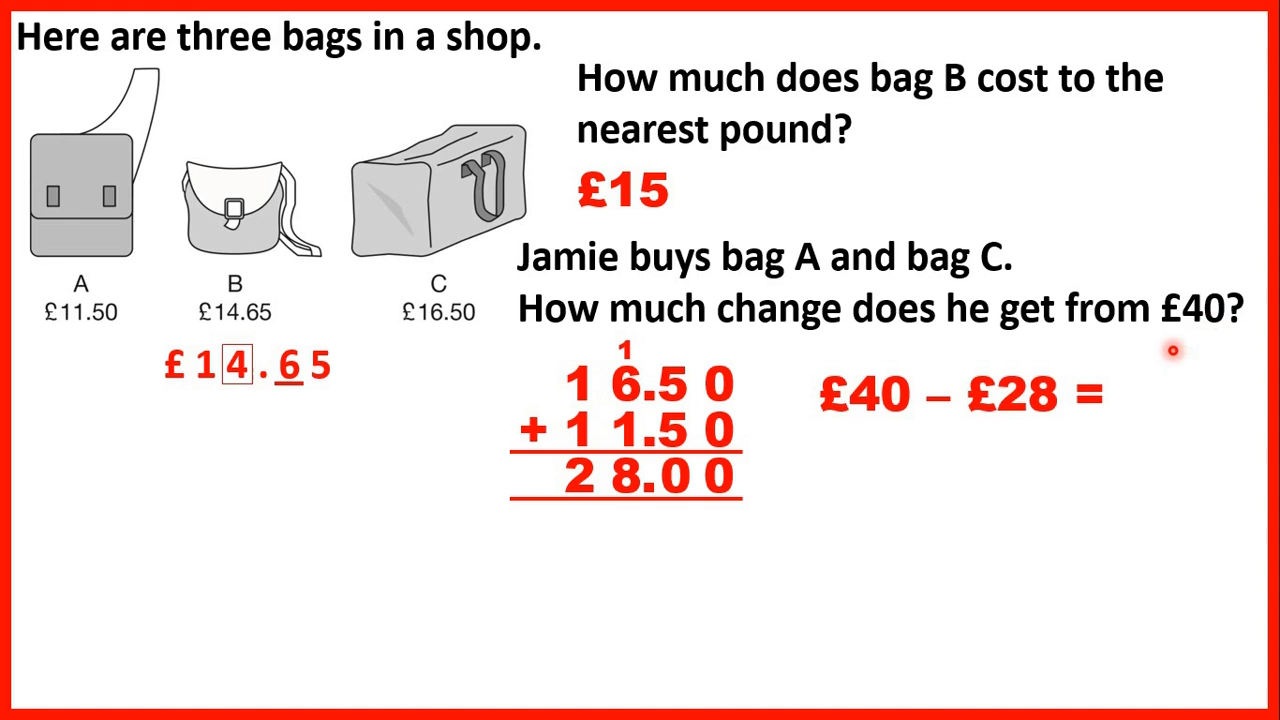 Here are three bags in a shop.
How much does bag B cost to the
nearest pound?
£15
A
£11.50
B
£14.65
C
£16.50
£14.65
Jamie buys bag A and bag C.
How much change does he get from £40?
1
16.50
+ 11.50
28.00
£40 – £28 =